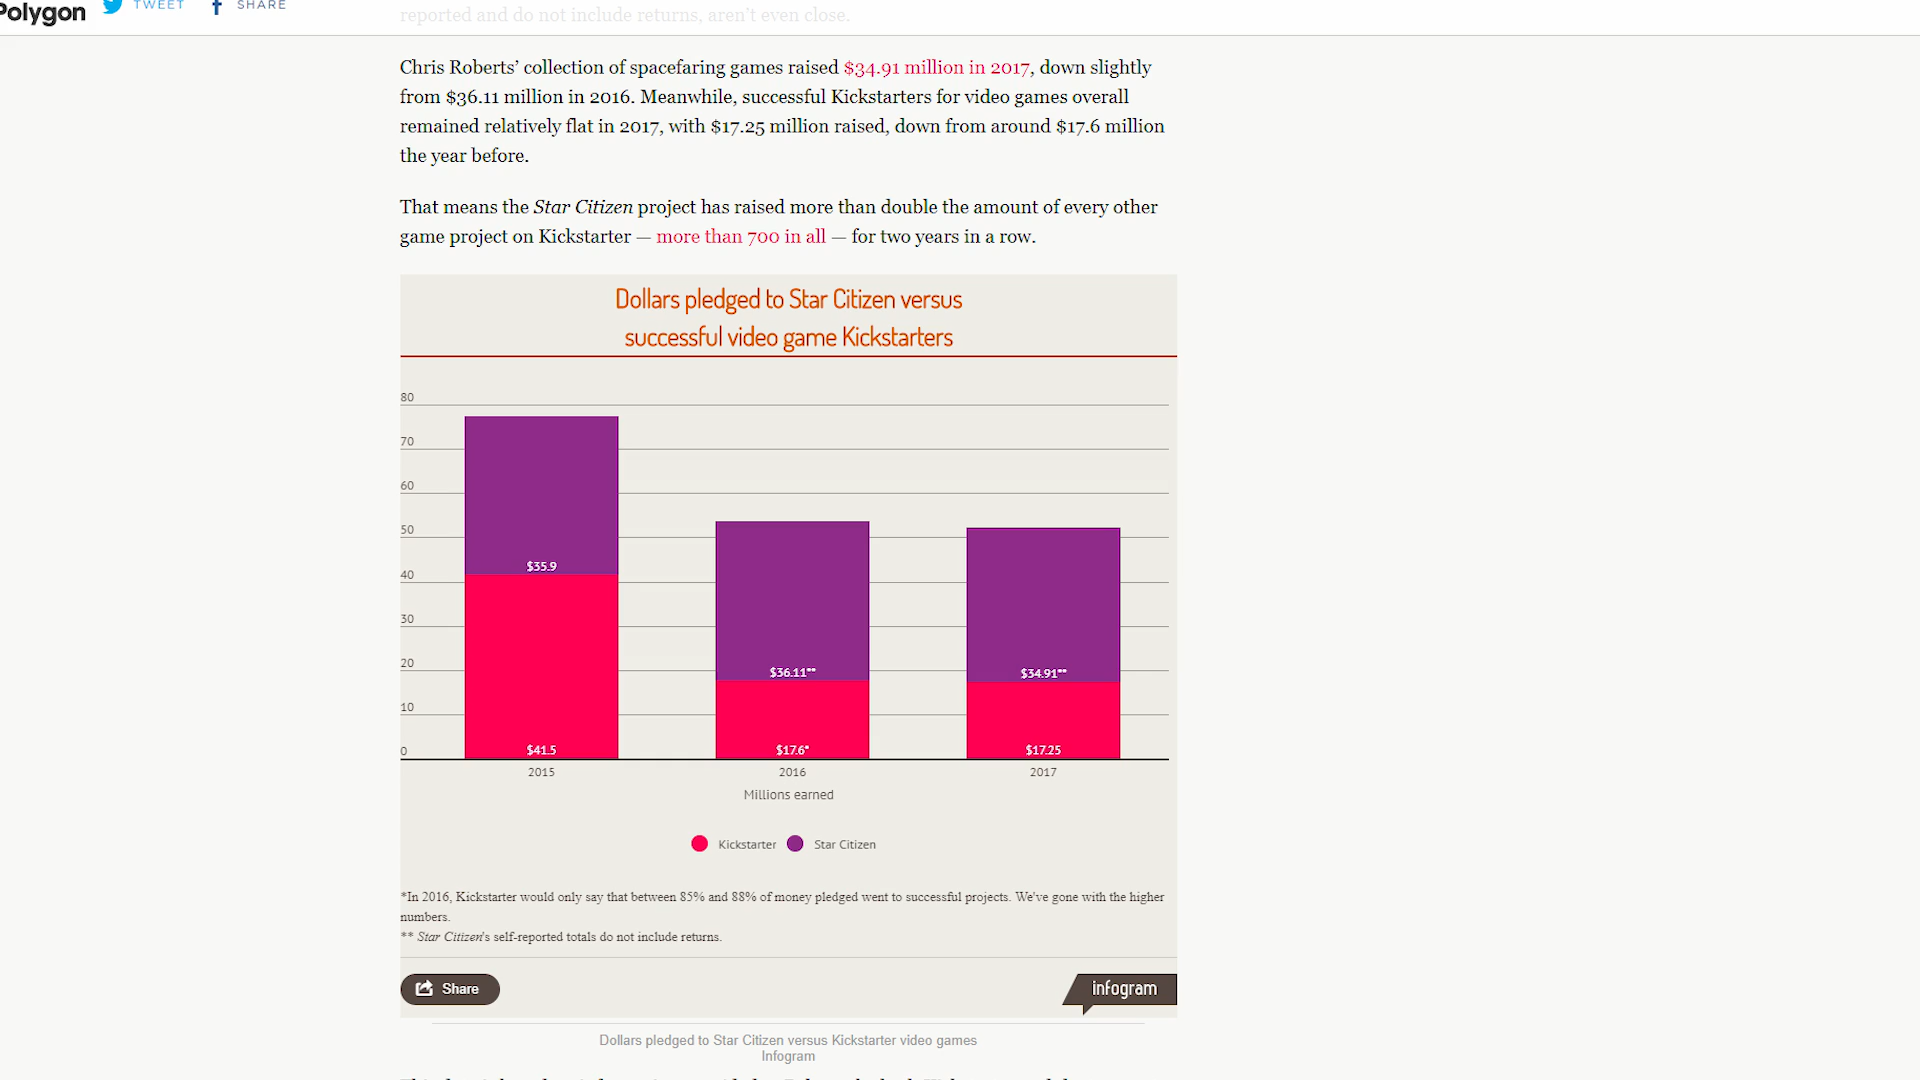 Polygon TWEET SHARE
reported and do not include returns, aren't even close.
Chris Roberts' collection of spacefaring games raised $34.91 million in 2017, down slightly
from $36.11 million in 2016. Meanwhile, successful Kickstarters for video games overall
remained relatively flat in 2017, with $17.25 million raised, down from around $17.6 million
the year before.
That means the Star Citizen project has raised more than double the amount of every other
game project on Kickstarter — more than 700 in all — for two years in a row.
Dollars pledged to Star Citizen versus
successful video game Kickstarters
80
70
60
50
40
30
20
10
0
$35.9
$36.11**
$34.91**
$41.5
$17.6*
$17.25
2015 2016 2017
Millions earned
Kickstarter Star Citizen
*In 2016, Kickstarter would only say that between 85% and 88% of money pledged went to successful projects. We've gone with the higher
numbers.
** Star Citizen's self-reported totals do not include returns.
Share infogram
Dollars pledged to Star Citizen versus Kickstarter video games
Infogram